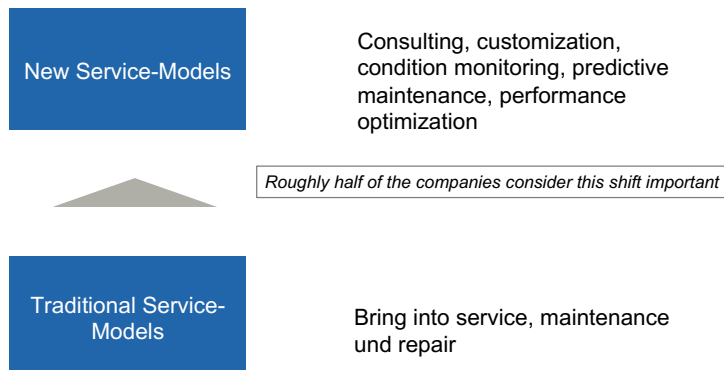 New Service-Models
Consulting, customization,
condition monitoring, predictive
maintenance, performance
optimization
Roughly half of the companies consider this shift important
Traditional Service-
Models
Bring into service, maintenance
und repair